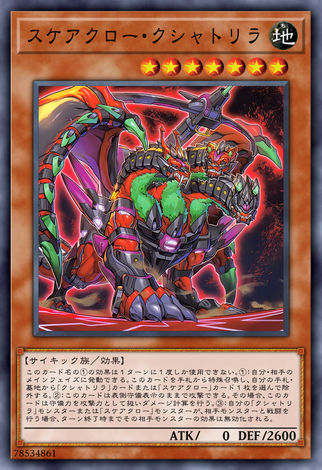 スケアクロー・クシャトリラ
地
【サイキック族/効果】
このカード名の①の効果は1ターンに1度しか使用できない。①:自分・相手の
メインフェイズに発動できる。このカードを手札から特殊召喚し、自分の手札・
墓地から「クシャトリラ」カードまたは「スケアクロー」カード1枚を選んで除
外する。②:このカードは表側守備表示のままで攻撃できる。その場合、このカー
ドは守備力を攻撃力として扱いダメージ計算を行う。③:自分の「クシャトリ
ラ」モンスターまたは「スケアクロー」モンスターが、相手モンスターと戦闘を
行う場合、ターン終了時までその相手モンスターの効果は無効化される。
ATK/ 0 DEF/2600
78534861